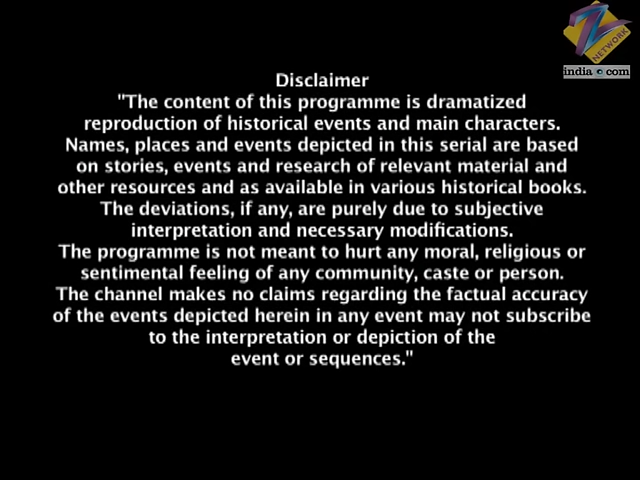 Z
NETWORK
india.com
Disclaimer
"The content of this programme is dramatized
reproduction of historical events and main characters.
Names, places and events depicted in this serial are based
on stories, events and research of relevant material and
other resources and as available in various historical books.
The deviations, if any, are purely due to subjective
interpretation and necessary modifications.
The programme is not meant to hurt any moral, religious or
sentimental feeling of any community, caste or person.
The channel makes no claims regarding the factual accuracy
of the events depicted herein in any event may not subscribe
to the interpretation or depiction of the
event or sequences."